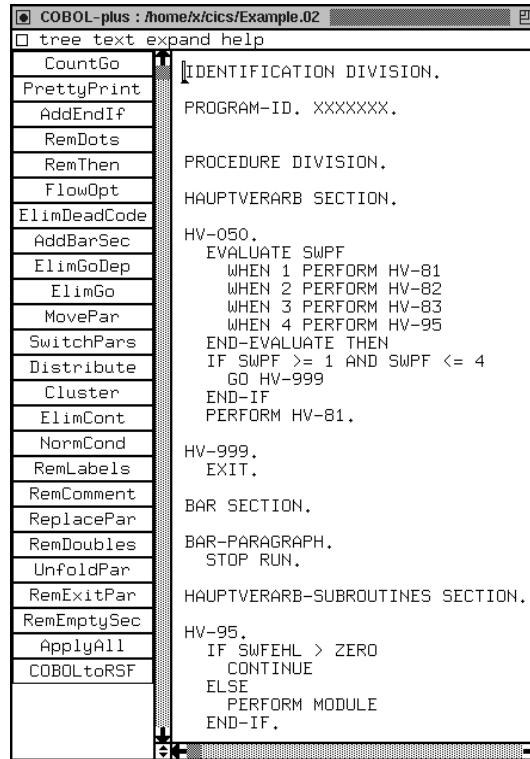 COBOL-plus : /home/x/cics/Example.02
tree text expand help
CountGo
PrettyPrint
AddEndIf
RemDots
RemThen
FlowOpt
ElimDeadCode
AddBarSec
ElimGoDep
ElimGo
MovePar
SwitchPars
Distribute
Cluster
ElimCont
NormCond
RemLabels
RemComment
ReplacePar
RemDoubles
UnfoldPar
RemExitPar
RemEmptySec
ApplyAll
COBOLtoRSF
IDENTIFICATION DIVISION.
PROGRAM-ID. XXXXXXX.
PROCEDURE DIVISION.
HAUPTVERARB SECTION.
HV-050.
EVALUATE SWPF
WHEN 1 PERFORM HV-81
WHEN 2 PERFORM HV-82
WHEN 3 PERFORM HV-83
WHEN 4 PERFORM HV-95
END-EVALUATE THEN
IF SWPF >= 1 AND SWPF <= 4
GO HV-999
END-IF
PERFORM HV-81.
HV-999.
EXIT.
BAR SECTION.
BAR-PARAGRAPH.
STOP RUN.
HAUPTVERARB-SUBROUTINES SECTION.
HV-95.
IF SWFEHL > ZERO
CONTINUE
ELSE
PERFORM MODULE
END-IF.